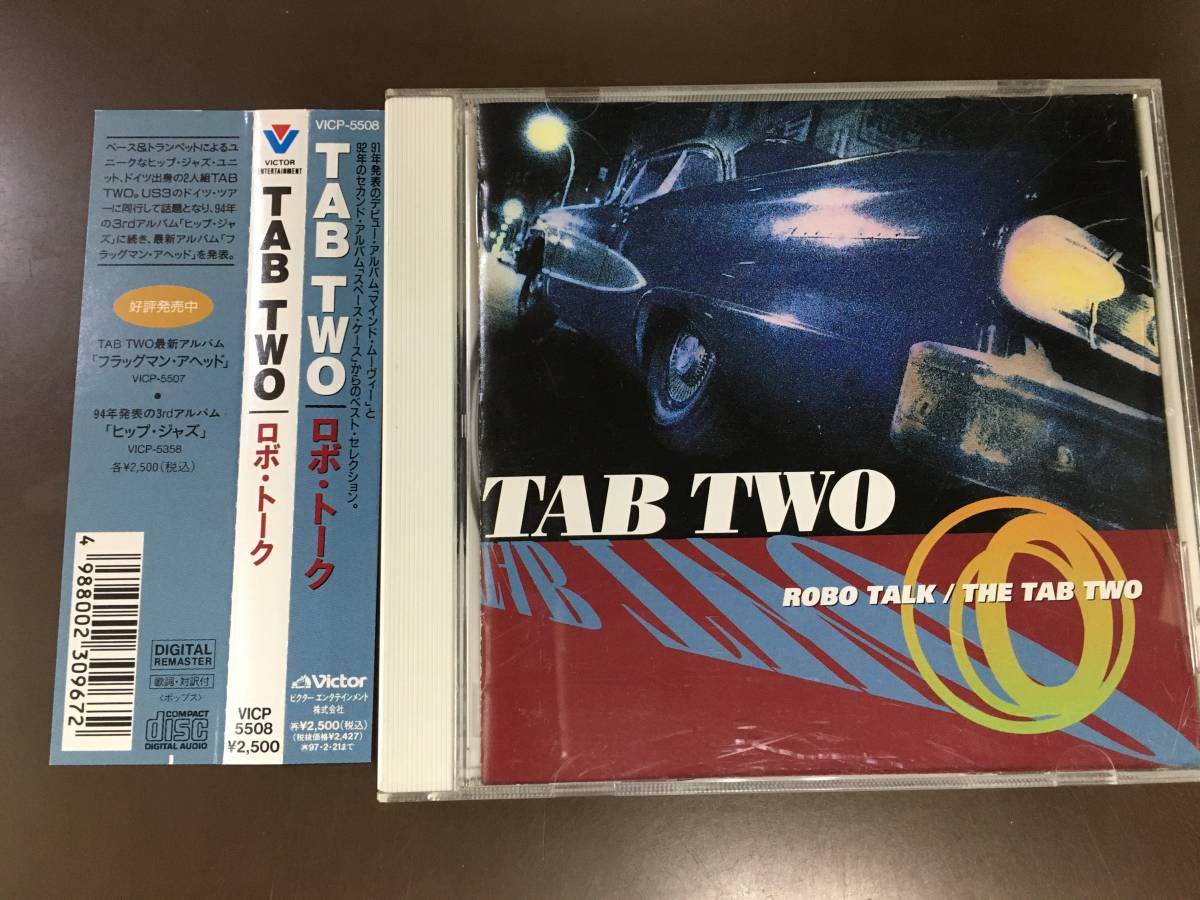 ベース&トランペットによるユ
ニークなヒップ・ジャズ・ユニ
ット、ドイツ出身の2人組TAB
TWO。US3のドイツ・ツア
ーに同行して話題となり、94年
の3rdアルバム「ヒップ・ジャ
ズ」に続き、最新アルバム「フ
ラッグマン・アヘッド」を発表。
好評発売中
TAB TWO最新アルバム
「フラッグマン・アヘッド」
VICP-5507
94年発表の3rdアルバム
「ヒップ・ジャズ」
VICP-5358
各¥2,500(税込)
4 988002 309672
DIGITAL
REMASTER
歌詞・対訳付
<ポップス>
COMPACT
disc
DIGITAL AUDIO
VICTOR
ENTERTAINMENT
TAB TWO
ロボ・トーク
VICP
5508
¥2,500
VICP-5508
TAB TWO
ロボ・トーク
91年発表のデビュー・アルバム「マインド・ムーヴィー」と
92年のセカンド・アルバム「スペース・ケース」からのベスト・セレクション。
Victor
ビクター エンタテインメント
株式会社
再¥2,500(税込)
(税抜価格¥2,427)
再97・2・21まで
TAB TWO
TAB TWO
ROBO TALK / THE TAB TWO